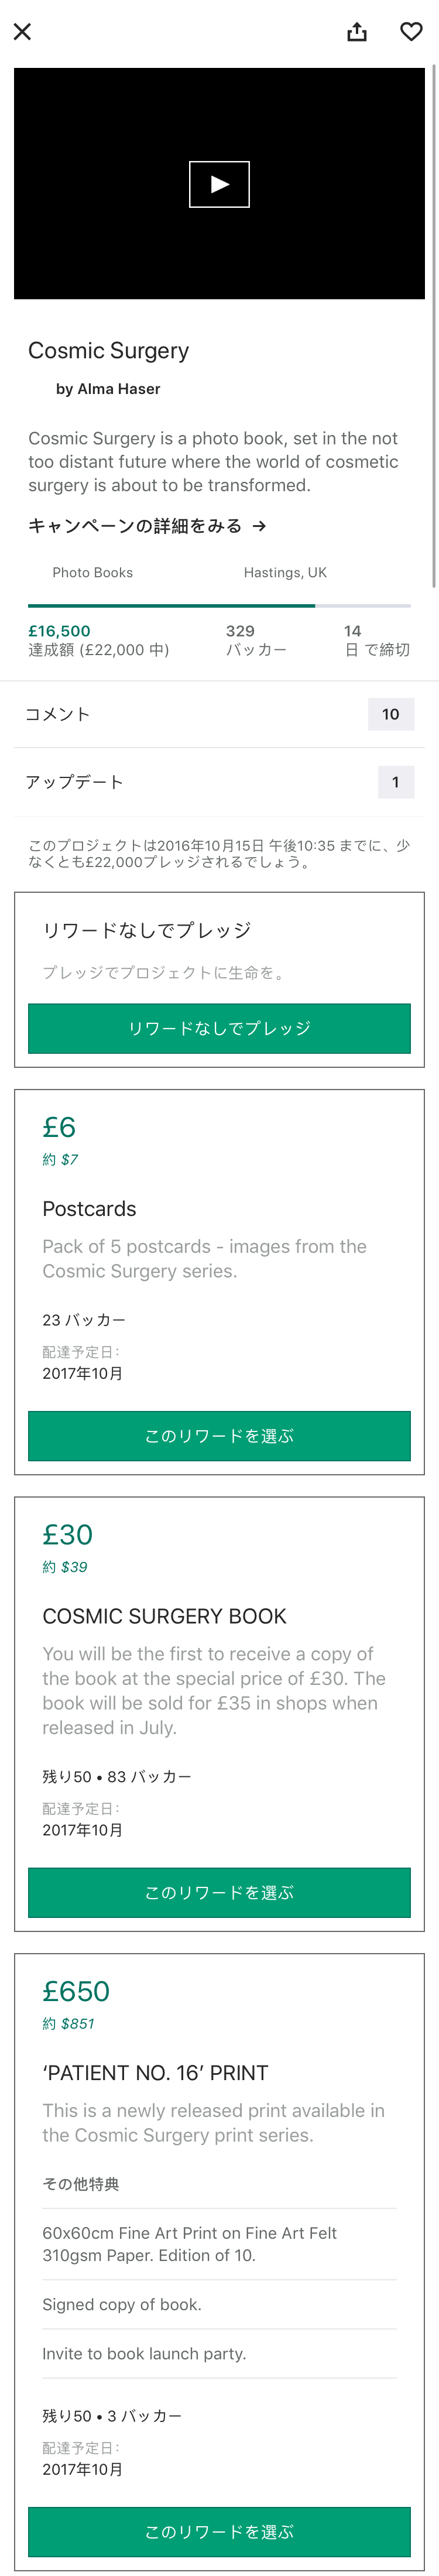 Cosmic Surgery
by Alma Haser
Cosmic Surgery is a photo book, set in the not
too distant future where the world of cosmetic
surgery is about to be transformed.
キャンペーンの詳細をみる →
Photo Books
Hastings, UK
£16,500
達成額 (£22,000 中)
329
バッカー
14
日 で締切
コメント
10
アップデート
1
このプロジェクトは2016年10月15日 午後10:35 までに、少
なくとも£22,000プレッジされるでしょう。
リワードなしでプレッジ
プレッジでプロジェクトに生命を。
リワードなしでプレッジ
£6
約 $7
Postcards
Pack of 5 postcards - images from the
Cosmic Surgery series.
23 バッカー
配達予定日:
2017年10月
このリワードを選ぶ
£30
約 $39
COSMIC SURGERY BOOK
You will be the first to receive a copy of
the book at the special price of £30. The
book will be sold for £35 in shops when
released in July.
残り50 • 83 バッカー
配達予定日:
2017年10月
このリワードを選ぶ
£650
約 $851
‘PATIENT NO. 16’ PRINT
This is a newly released print available in
the Cosmic Surgery print series.
その他特典
60x60cm Fine Art Print on Fine Art Felt
310gsm Paper. Edition of 10.
Signed copy of book.
Invite to book launch party.
残り50 • 3 バッカー
配達予定日:
2017年10月
このリワードを選ぶ